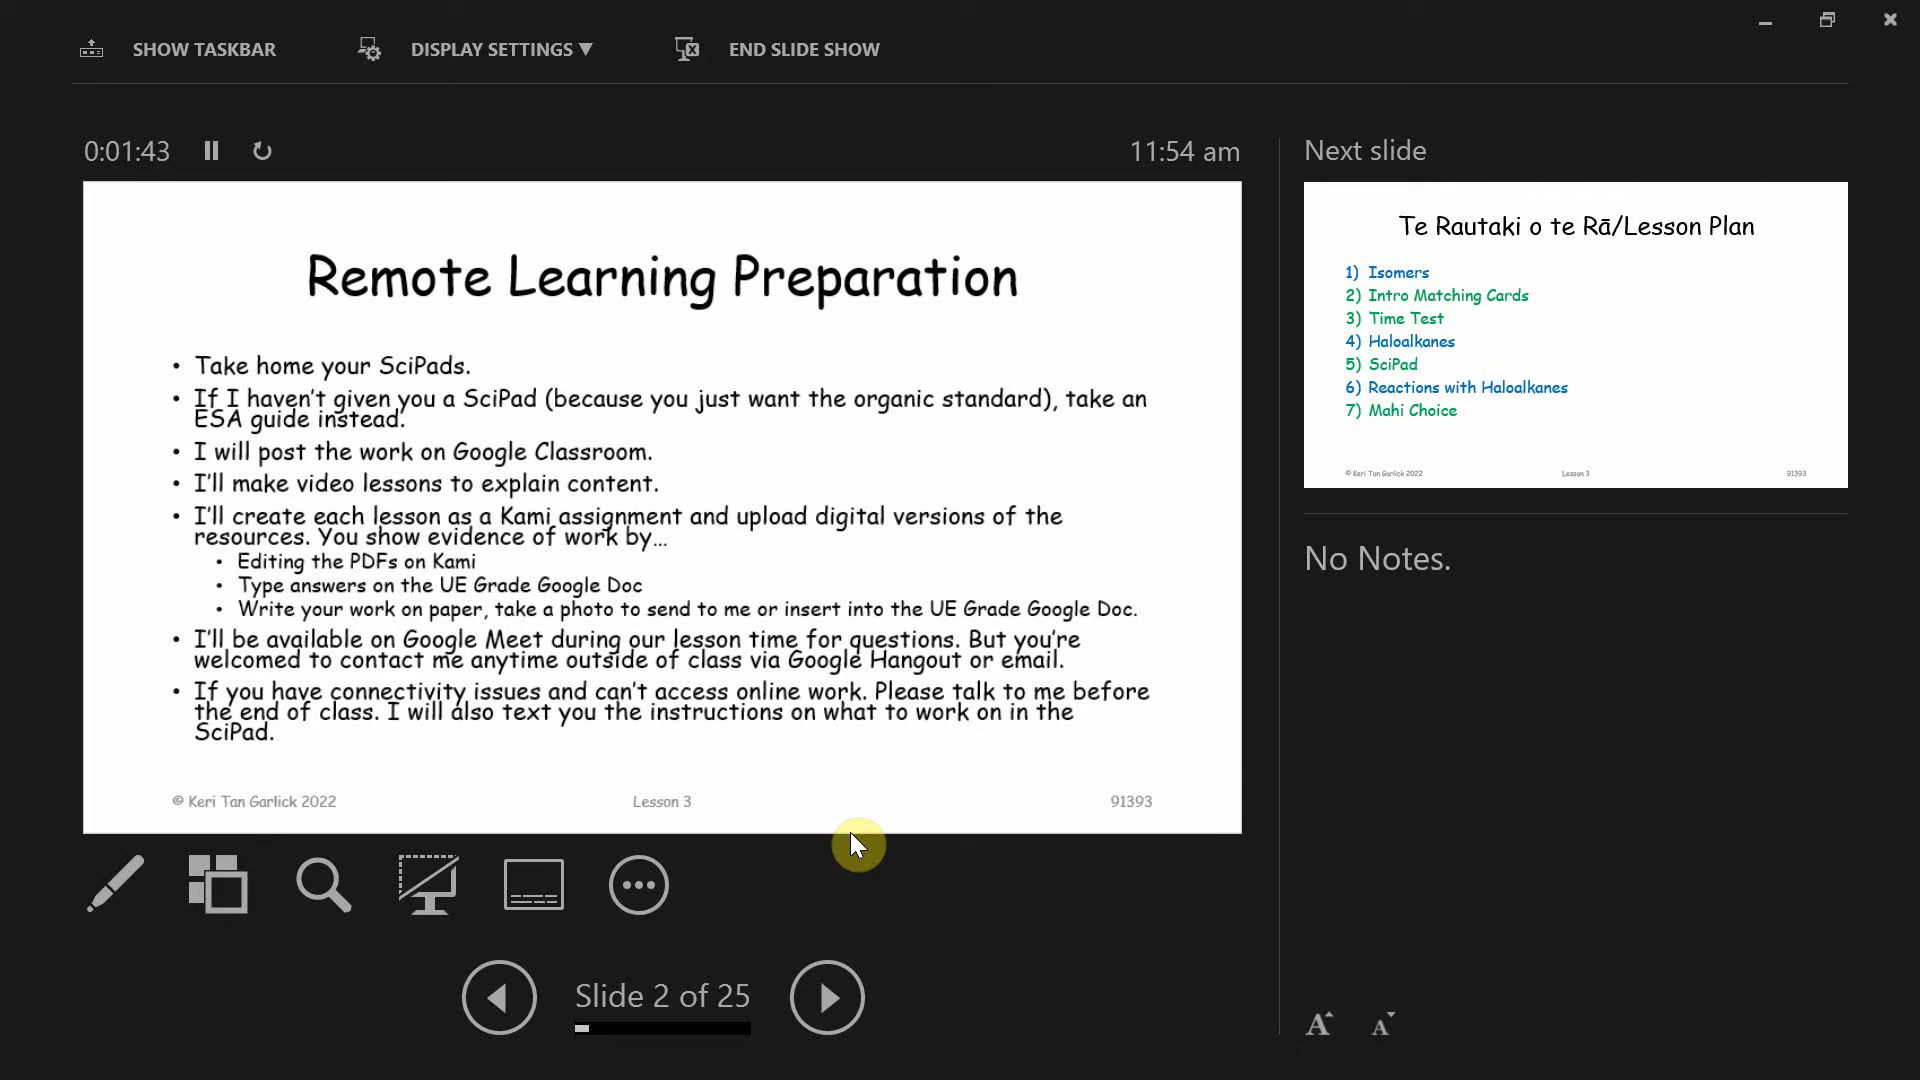 SHOW TASKBAR
DISPLAY SETTINGS ▼
END SLIDE SHOW
0:01:43
11:54 am
Remote Learning Preparation
• Take home your SciPads.
• If I haven't given you a SciPad (because you just want the organic standard), take an
ESA guide instead.
• I will post the work on Google Classroom.
• I'll make video lessons to explain content.
• I'll create each lesson as a Kami assignment and upload digital versions of the
resources. You show evidence of work by...
• Editing the PDFs on Kami
• Type answers on the UE Grade Google Doc
• Write your work on paper, take a photo to send to me or insert into the UE Grade Google Doc.
• I'll be available on Google Meet during our lesson time for questions. But you're
welcomed to contact me anytime outside of class via Google Hangout or email.
• If you have connectivity issues and can't access online work. Please talk to me before
the end of class. I will also text you the instructions on what to work on in the
SciPad.
© Keri Tan Garlick 2022
Lesson 3
91393
Slide 2 of 25
Next slide
Te Rautaki o te Rā/Lesson Plan
1) Isomers
2) Intro Matching Cards
3) Time Test
4) Haloalkanes
5) SciPad
6) Reactions with Haloalkanes
7) Mahi Choice
© Keri Tan Garlick 2022
Lesson 3
91393
No Notes.
A
A